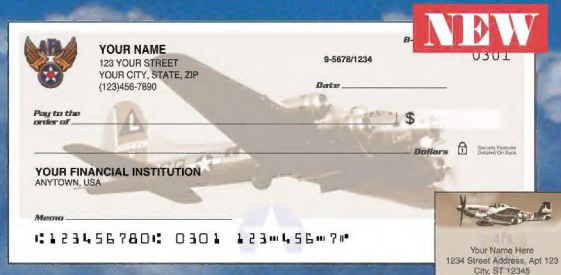 NEW
AFA
YOUR NAME
123 YOUR STREET
YOUR CITY, STATE, ZIP
(123)456-7890
9-5678/1234
0301
Date
Pay to the
order of
$
Dollars
Security Features
Detailed On Back.
L
YOUR FINANCIAL INSTITUTION
ANYTOWN, USA
Memo
⑆123456780⑆ 0301 123⑉456⑉7⑈
AFA
Your Name Here
1234 Street Address, Apt 123
City, ST 12345